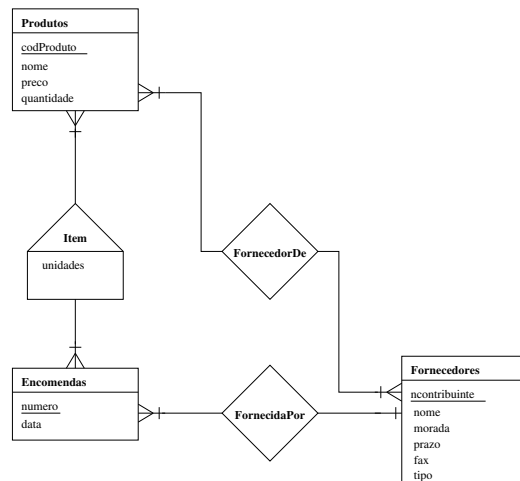 Produtos
codProduto
nome
preco
quantidade
Item
unidades
FornecedorDe
Encomendas
numero
data
FornecidaPor
Fornecedores
ncontribuinte
nome
morada
prazo
fax
tipo